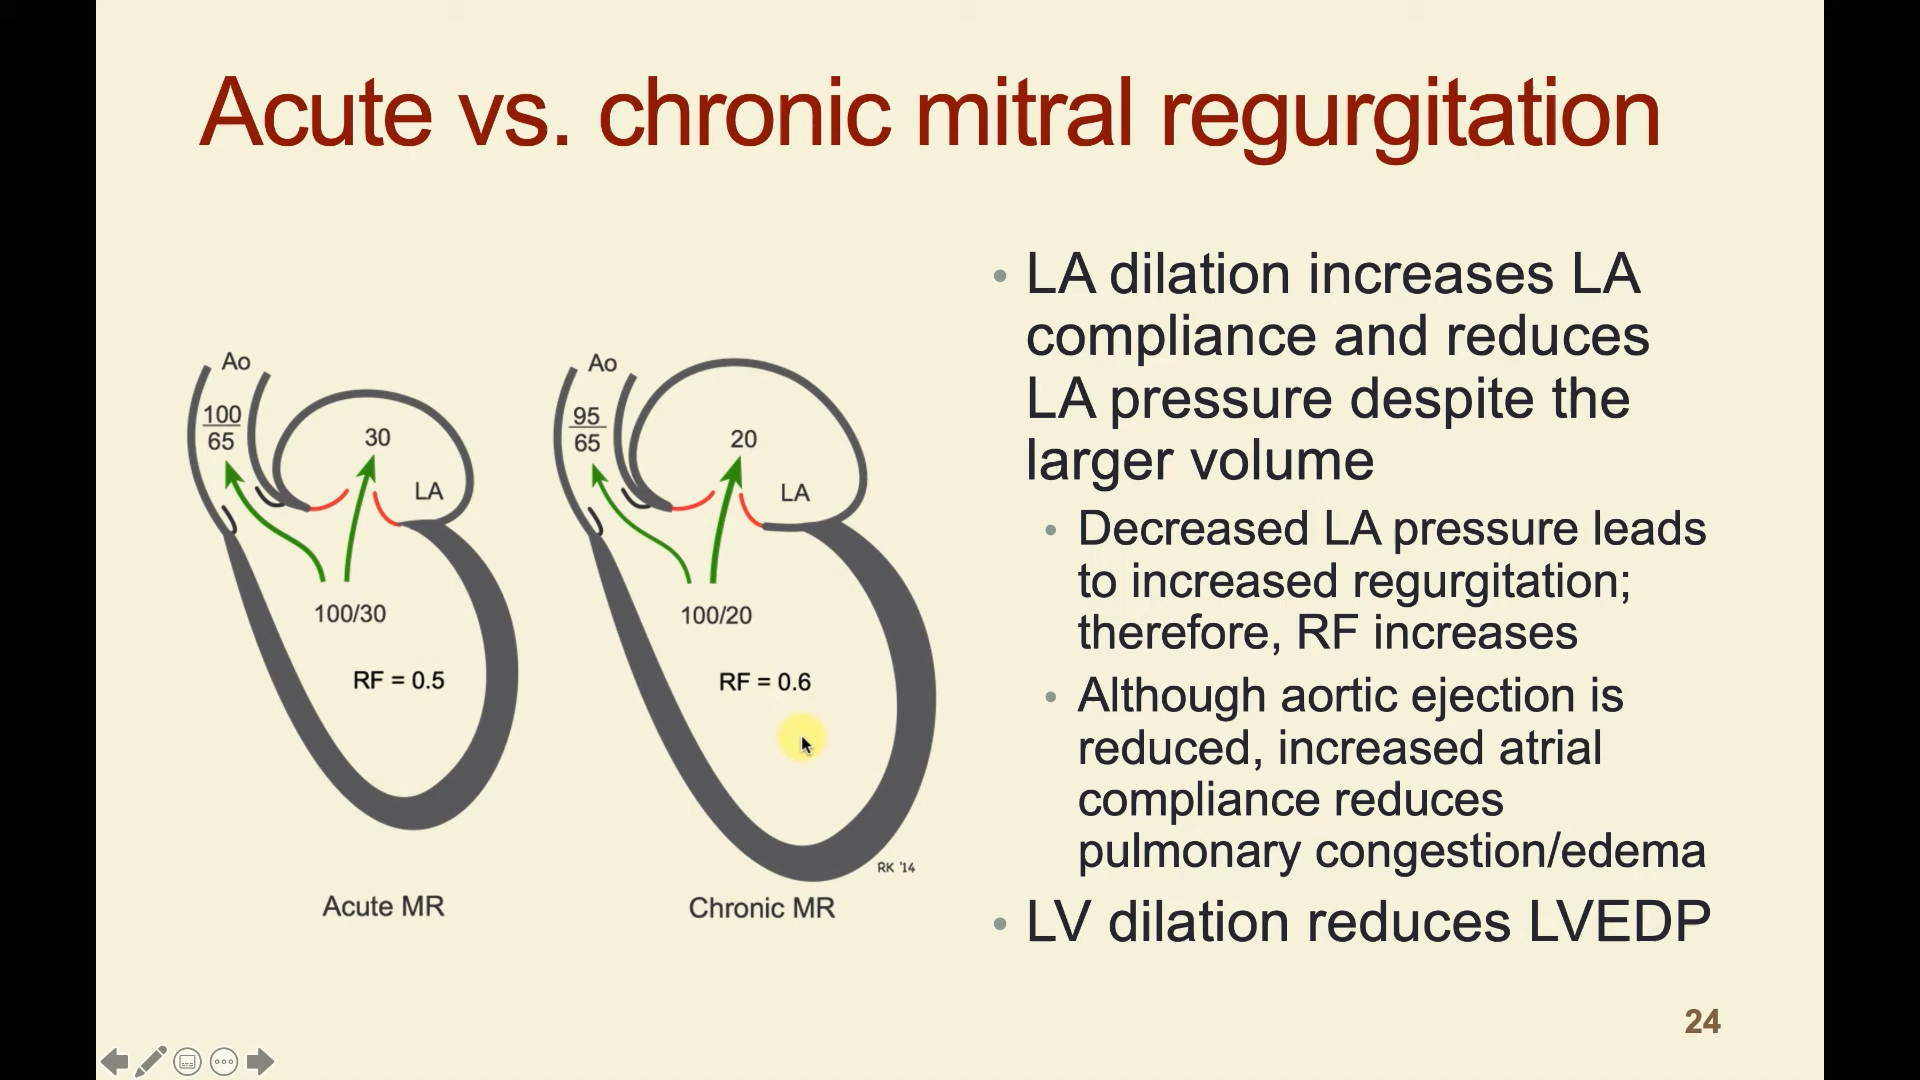 Acute vs. chronic mitral regurgitation
Ao
100
65
30
LA
100/30
RF = 0.5
Acute MR
Ao
95
65
20
LA
100/20
RF = 0.6
RK '14
Chronic MR
• LA dilation increases LA
compliance and reduces
LA pressure despite the
larger volume
• Decreased LA pressure leads
to increased regurgitation;
therefore, RF increases
• Although aortic ejection is
reduced, increased atrial
compliance reduces
pulmonary congestion/edema
• LV dilation reduces LVEDP
24